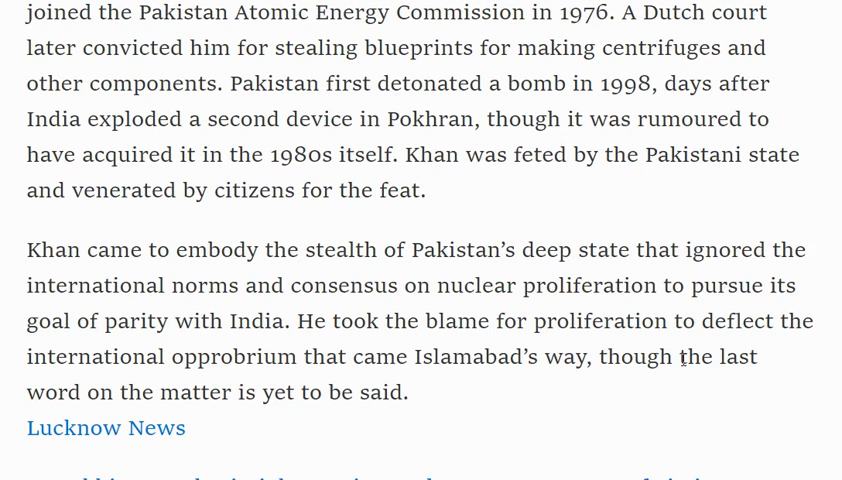 joined the Pakistan Atomic Energy Commission in 1976. A Dutch court
later convicted him for stealing blueprints for making centrifuges and
other components. Pakistan first detonated a bomb in 1998, days after
India exploded a second device in Pokhran, though it was rumoured to
have acquired it in the 1980s itself. Khan was feted by the Pakistani state
and venerated by citizens for the feat.
Khan came to embody the stealth of Pakistan’s deep state that ignored the
international norms and consensus on nuclear proliferation to pursue its
goal of parity with India. He took the blame for proliferation to deflect the
international opprobrium that came Islamabad’s way, though the last
word on the matter is yet to be said.
Lucknow News